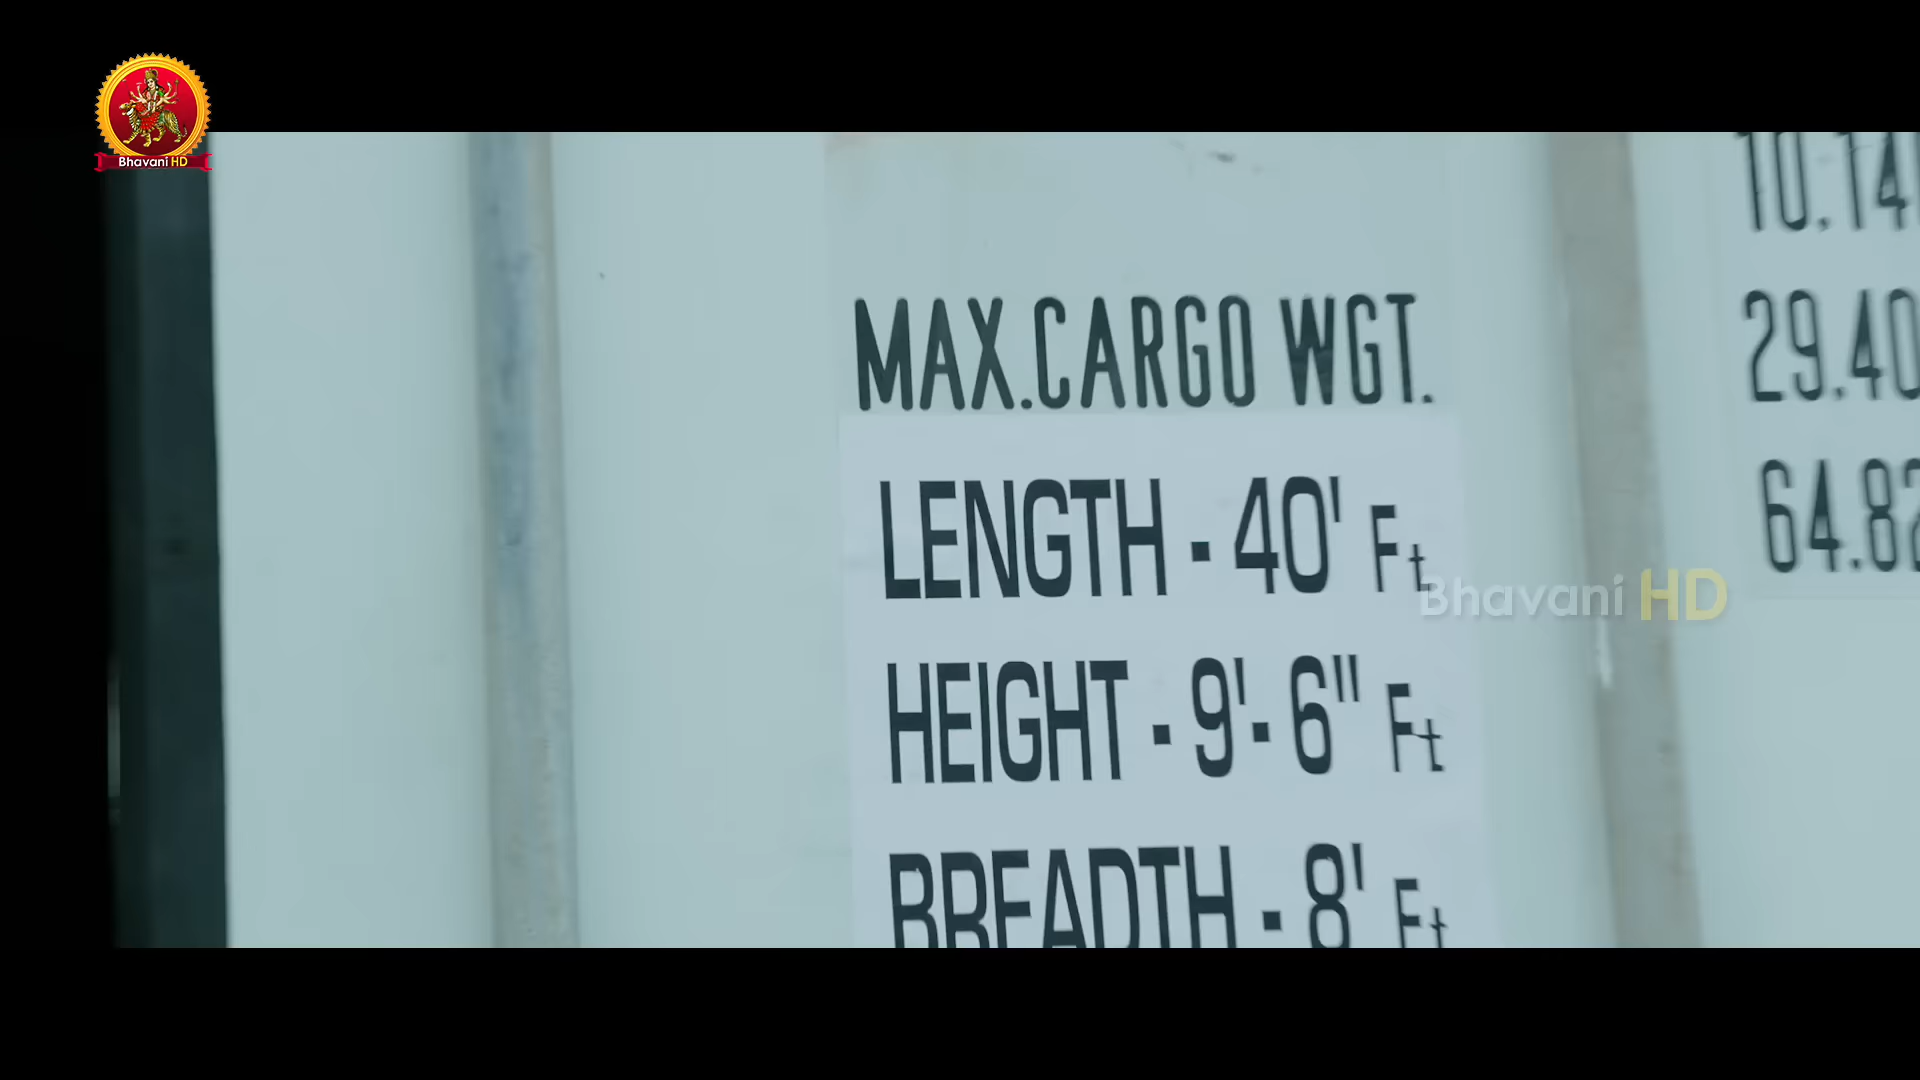 Bhavani HD
MAX.CARGO WGT.
LENGTH - 40' Ft
HEIGHT - 9'- 6" Ft
BREADTH - 8' Ft
Bhavani HD